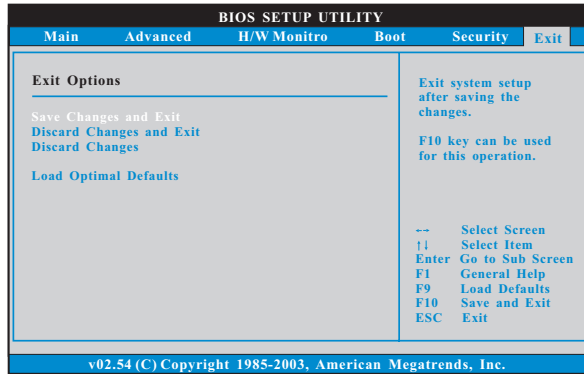 BIOS SETUP UTILITY
Main Advanced H/W Monitro Boot Security Exit
Exit Options
Save Changes and Exit
Discard Changes and Exit
Discard Changes
Load Optimal Defaults
Exit system setup
after saving the
changes.
F10 key can be used
for this operation.
←→ Select Screen
↑↓ Select Item
Enter Go to Sub Screen
F1 General Help
F9 Load Defaults
F10 Save and Exit
ESC Exit
v02.54 (C) Copyright 1985-2003, American Megatrends, Inc.